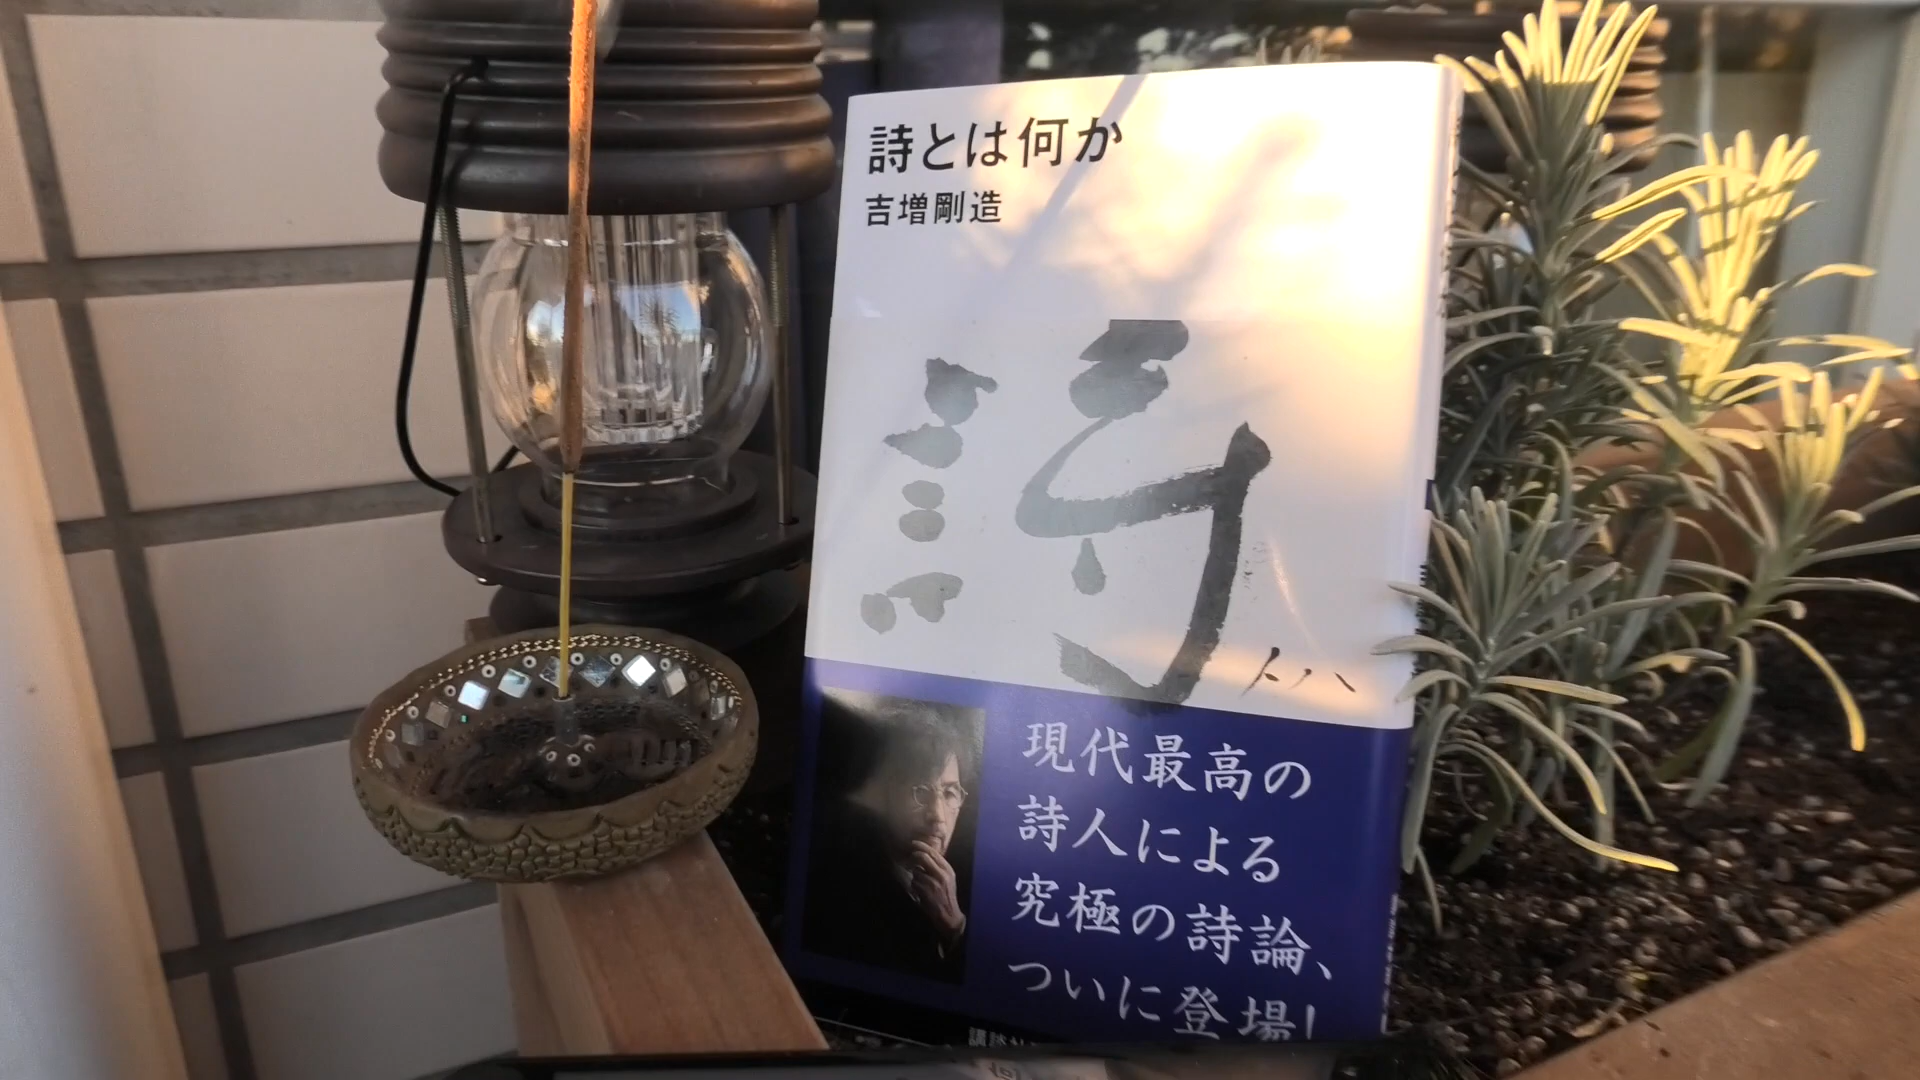 詩とは何か
吉増剛造
詩
現代最高の
詩人による
究極の詩論、
ついに登場!